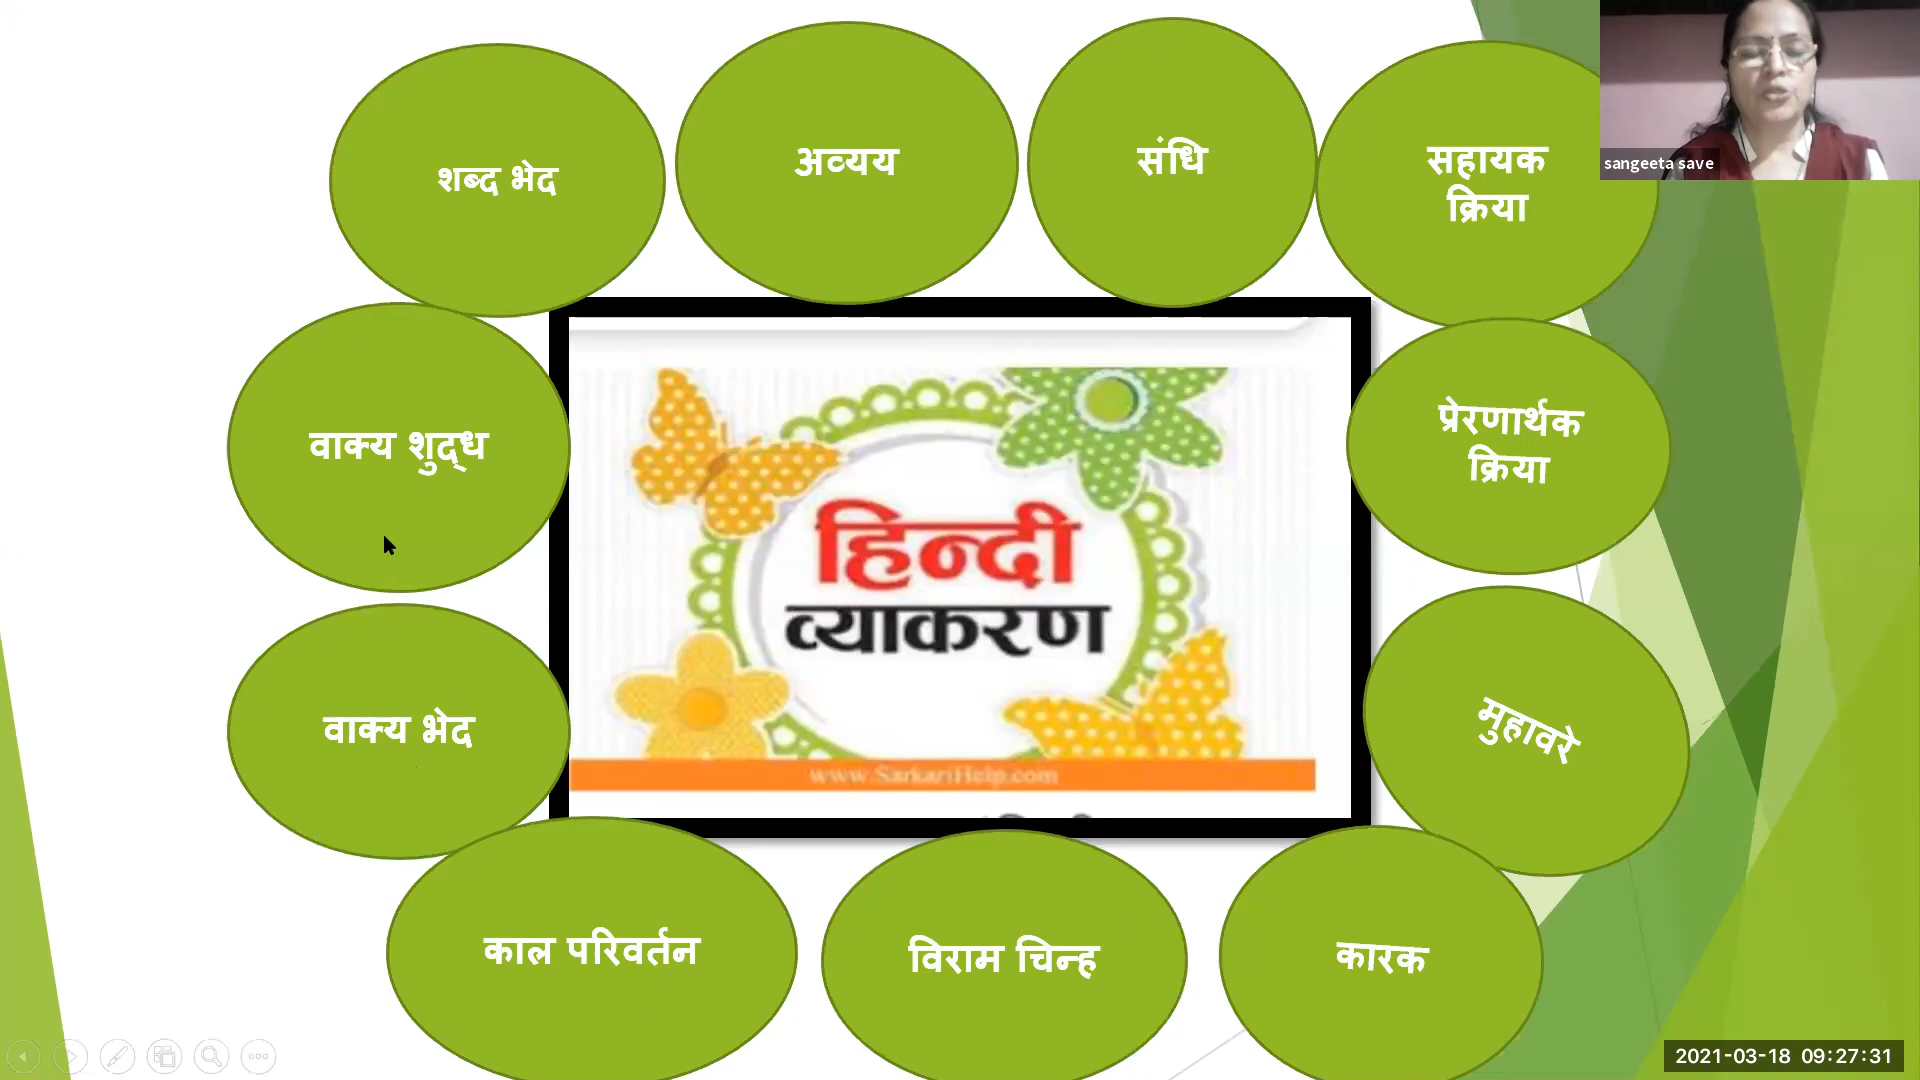 शब्द भेद
अव्यय
संधि
सहायक
क्रिया
sangeeta save
वाक्य शुद्ध
प्रेरणार्थक
क्रिया
हिन्दी
व्याकरण
www.SarkariHelp.com
वाक्य भेद
मुहावरे
काल परिवर्तन
विराम चिन्ह
कारक
2021-03-18 09:27:31